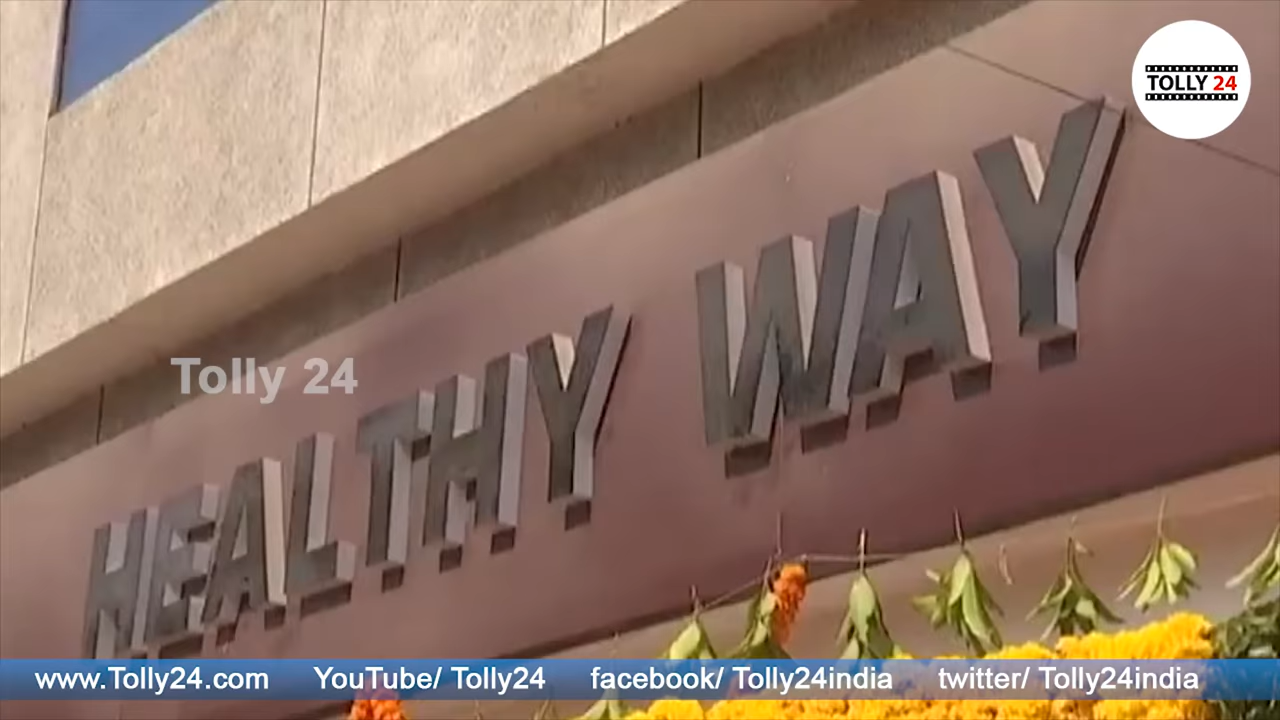 TOLLY 24
HEALTHY WAY
Tolly 24
www.Tolly24.com YouTube/ Tolly24 facebook/ Tolly24india twitter/ Tolly24india